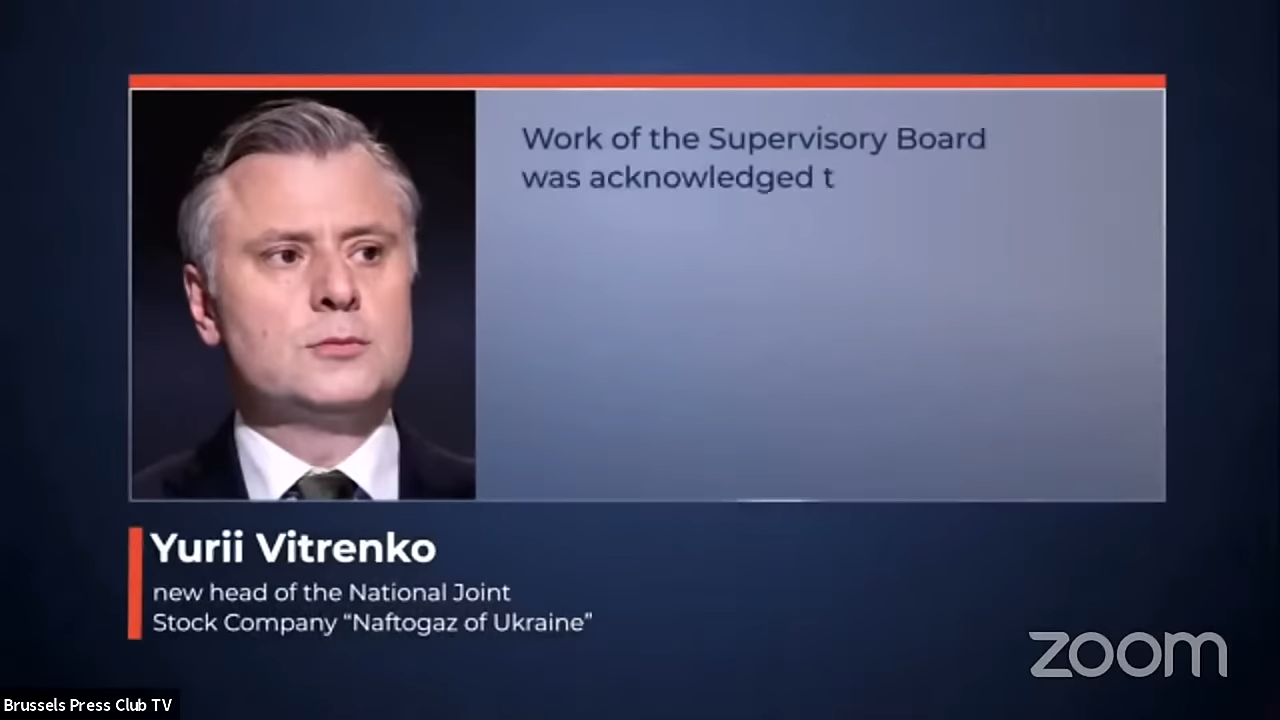 Work of the Supervisory Board
was acknowledged t
Yurii Vitrenko
new head of the National Joint
Stock Company “Naftogaz of Ukraine”
zoom
Brussels Press Club TV